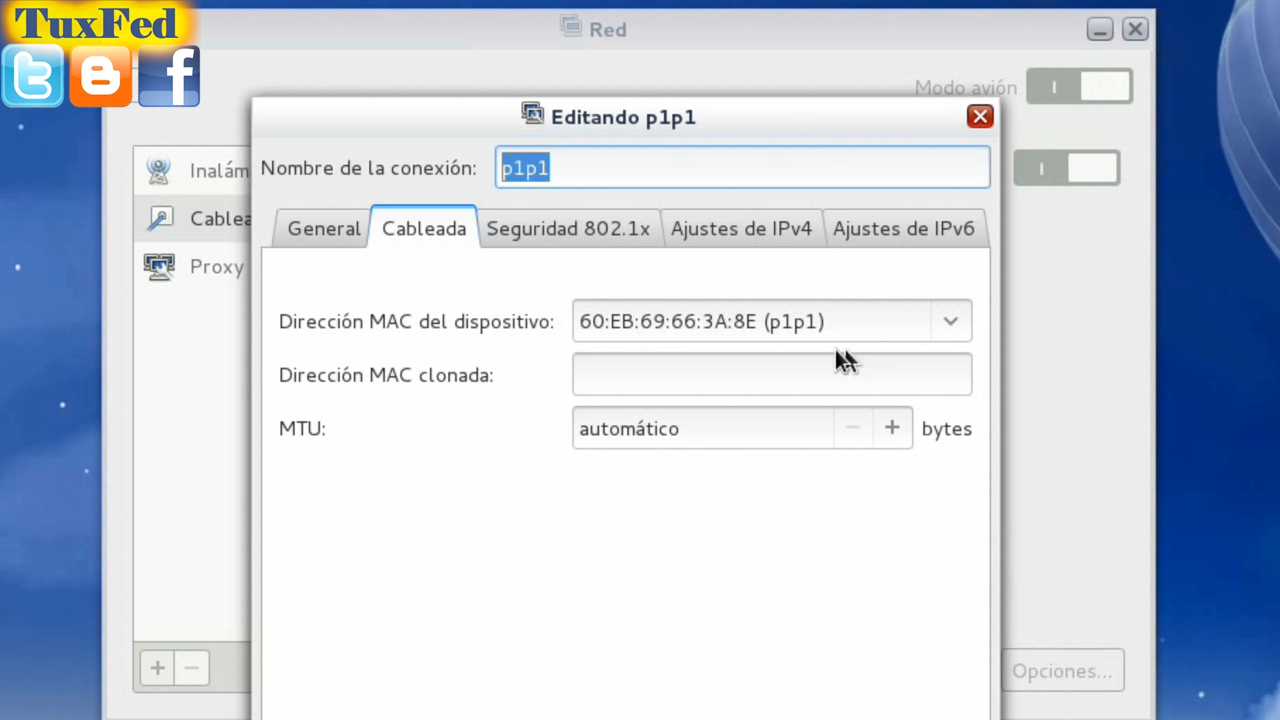 TuxFed
Red
Modo avión
Editando p1p1
Inalám
Nombre de la conexión: p1p1
Cablea
General Cableada Seguridad 802.1x Ajustes de IPv4 Ajustes de IPv6
Proxy
Dirección MAC del dispositivo: 60:EB:69:66:3A:8E (p1p1)
Dirección MAC clonada:
MTU: automático − + bytes
+ −
Opciones...